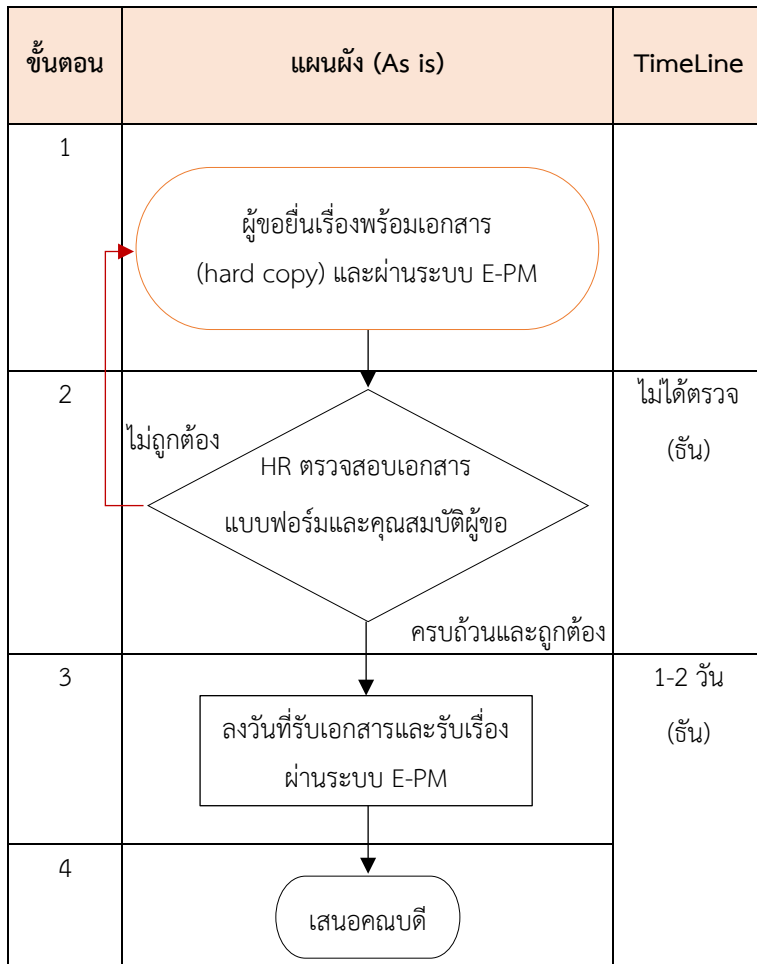 ขั้นตอน
แผนผัง (As is)
TimeLine
1
ผู้ขอยื่นเรื่องพร้อมเอกสาร
(hard copy) และผ่านระบบ E-PM
2
ไม่ได้ตรวจ
(ธัน)
ไม่ถูกต้อง
HR ตรวจสอบเอกสาร
แบบฟอร์มและคุณสมบัติผู้ขอ
ครบถ้วนและถูกต้อง
3
1-2 วัน
(ธัน)
ลงวันที่รับเอกสารและรับเรื่อง
ผ่านระบบ E-PM
4
เสนอคณบดี